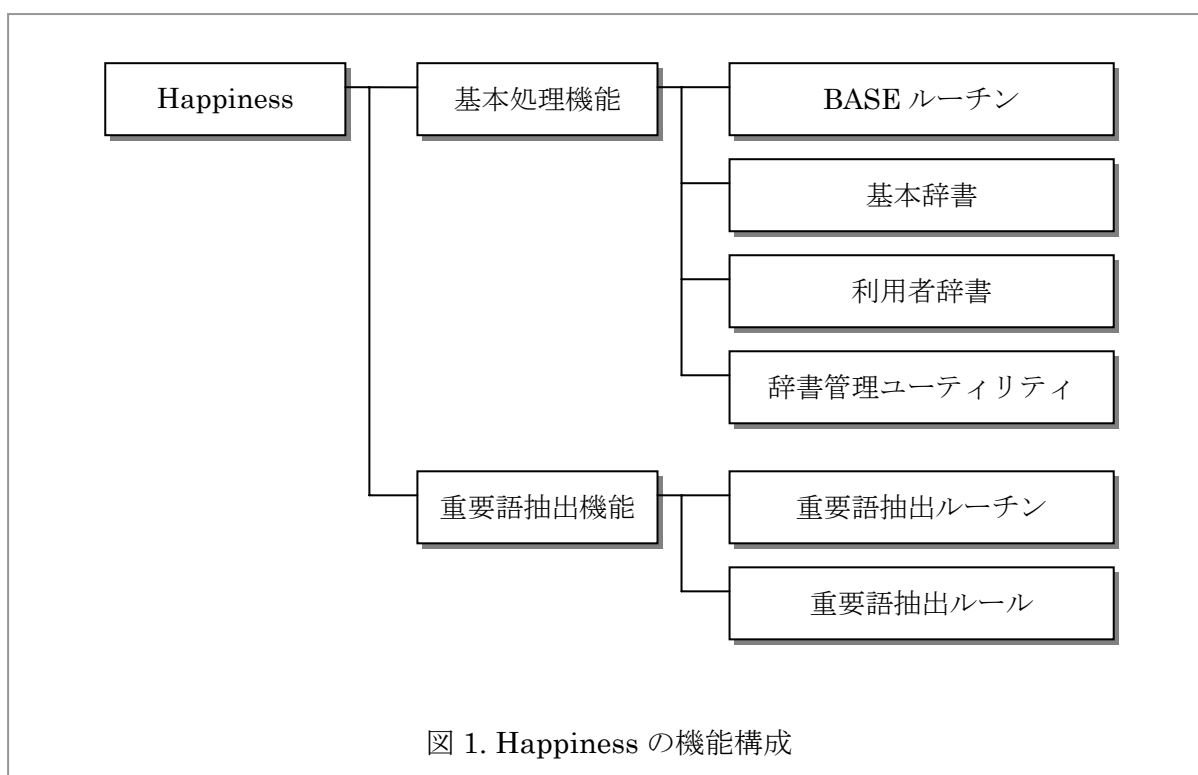 Happiness
基本処理機能
BASE ルーチン
基本辞書
利用者辞書
辞書管理ユーティリティ
重要語抽出機能
重要語抽出ルーチン
重要語抽出ルール
図 1. Happiness の機能構成